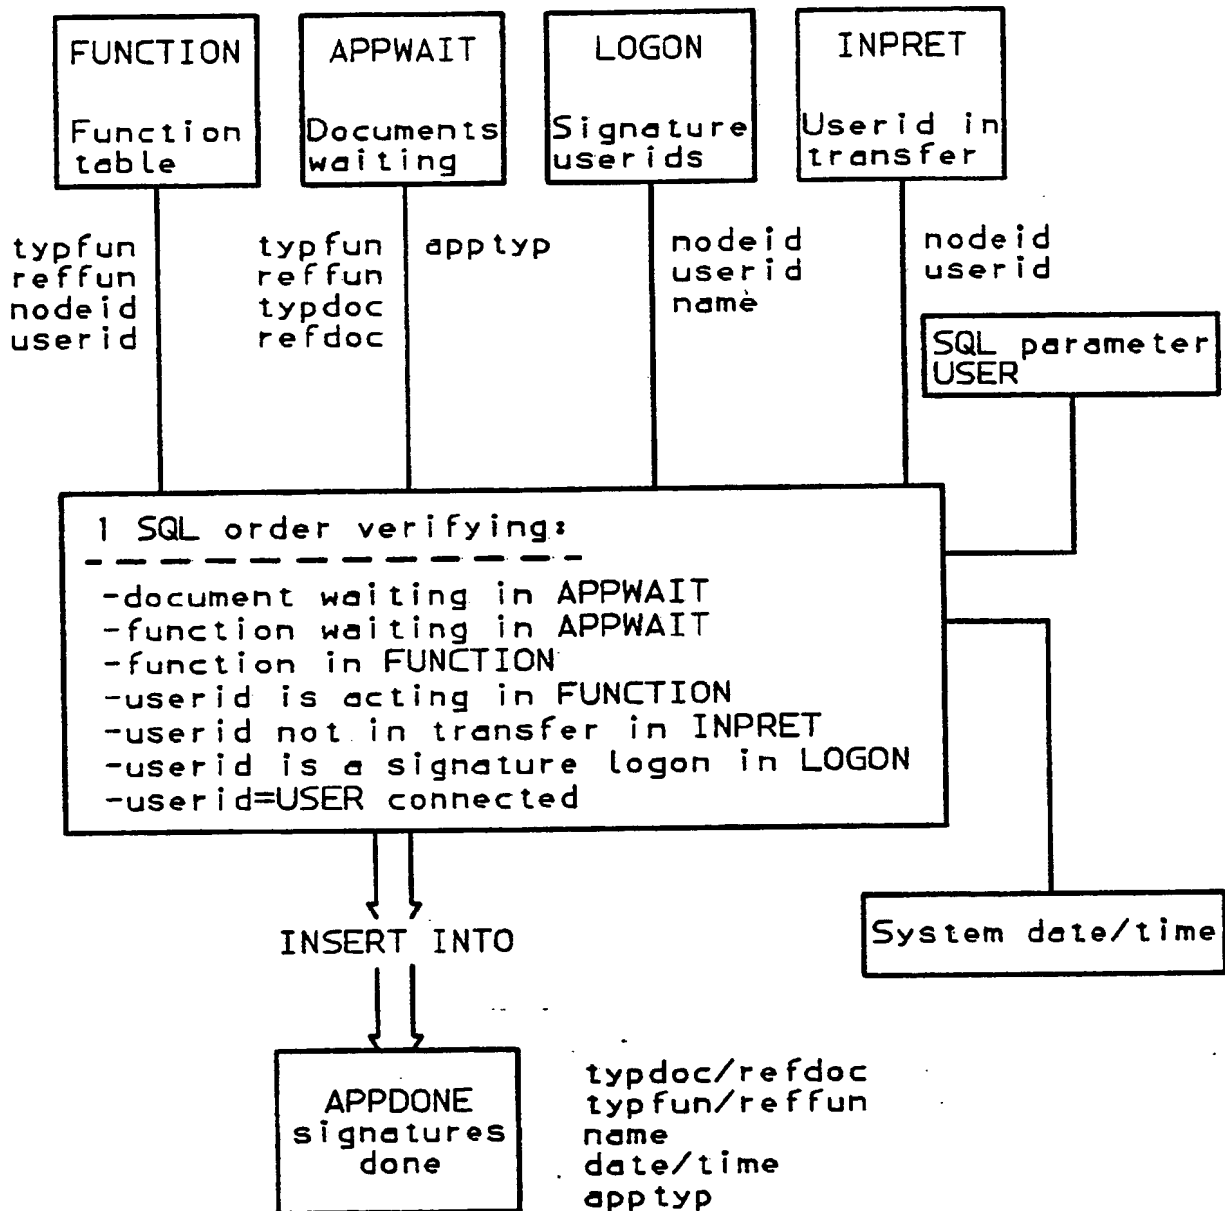 FUNCTION
Function
table
APPWAIT
Documents
waiting
LOGON
Signature
userids
INPRET
Userid in
transfer
typfun
reffun
nodeid
userid
typfun
reffun
typdoc
refdoc
apptyp
nodeid
userid
name
nodeid
userid
SQL parameter
USER
1 SQL order verifying:
-document waiting in APPWAIT
-function waiting in APPWAIT
-function in FUNCTION
-userid is acting in FUNCTION
-userid not in transfer in INPRET
-userid is a signature logon in LOGON
-userid=USER connected
System date/time
INSERT INTO
APPDONE
signatures
done
typdoc/refdoc
typfun/reffun
name
date/time
apptyp